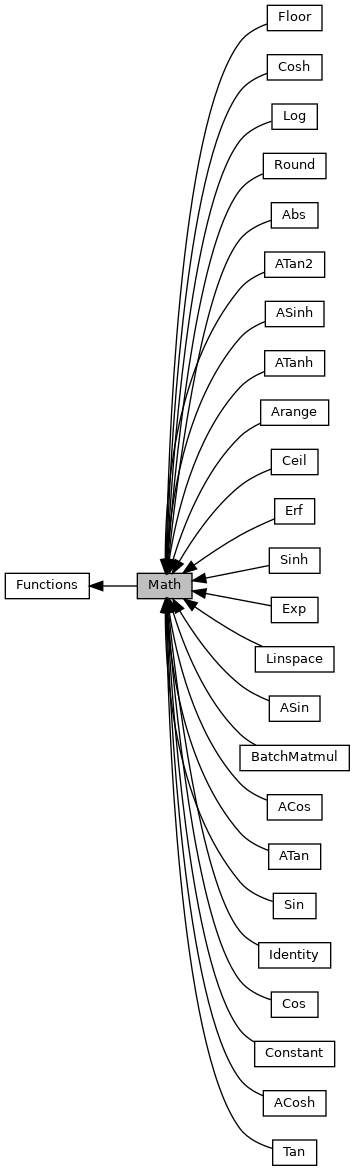 Floor
Cosh
Log
Round
Abs
ATan2
ASinh
ATanh
Arange
Ceil
Erf
Sinh
Functions
Math
Exp
Linspace
ASin
BatchMatmul
ACos
ATan
Sin
Identity
Cos
Constant
ACosh
Tan